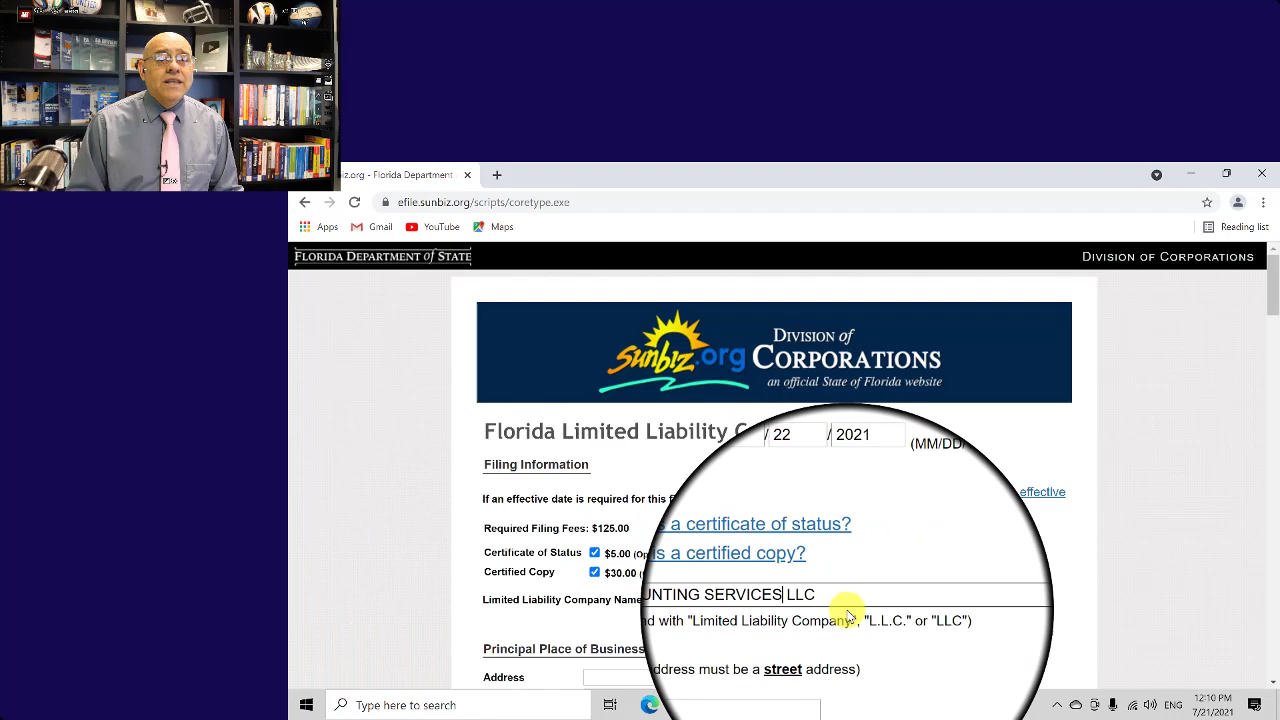 iz.org - Florida Department
efile.sunbiz.org/scripts/coretype.exe
Apps Gmail YouTube Maps Reading list
FLORIDA DEPARTMENT of STATE DIVISION OF CORPORATIONS
sunbiz.org DIVISION of CORPORATIONS
an official State of Florida website
Florida Limited Liability C
/ 22 / 2021 (MM/DD/
Filing Information
If an effective date is required for this f effective
Required Filing Fees: $125.00 s a certificate of status?
Certificate of Status $5.00 (Op is a certified copy?
Certified Copy $30.00
Limited Liability Company Name UNTING SERVICES LLC
nd with "Limited Liability Company", "L.L.C." or "LLC")
Principal Place of Business
ddress must be a street address)
Address
Type here to search
12:10 PM
7/21/2021